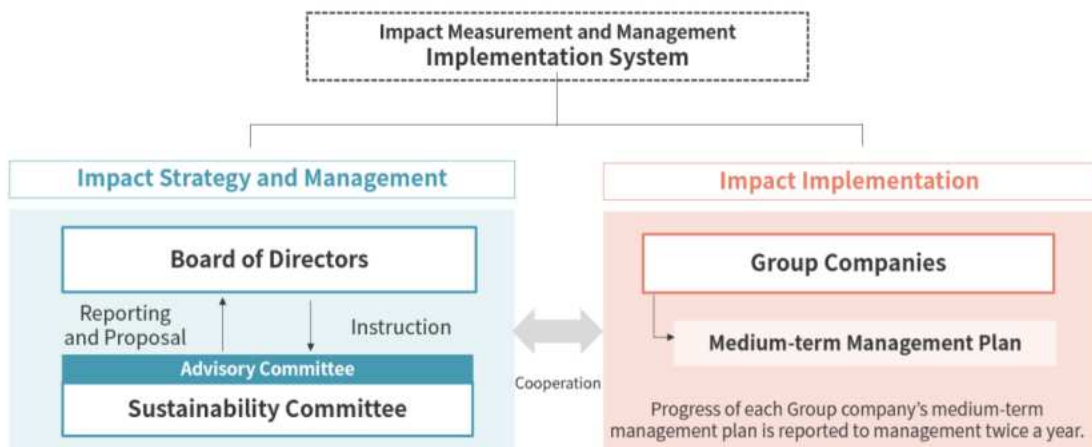 Impact Measurement and Management
Implementation System
Impact Strategy and Management
Board of Directors
Reporting
and Proposal
Instruction
Advisory Committee
Sustainability Committee
Cooperation
Impact Implementation
Group Companies
Medium-term Management Plan
Progress of each Group company's medium-term
management plan is reported to management twice a year.